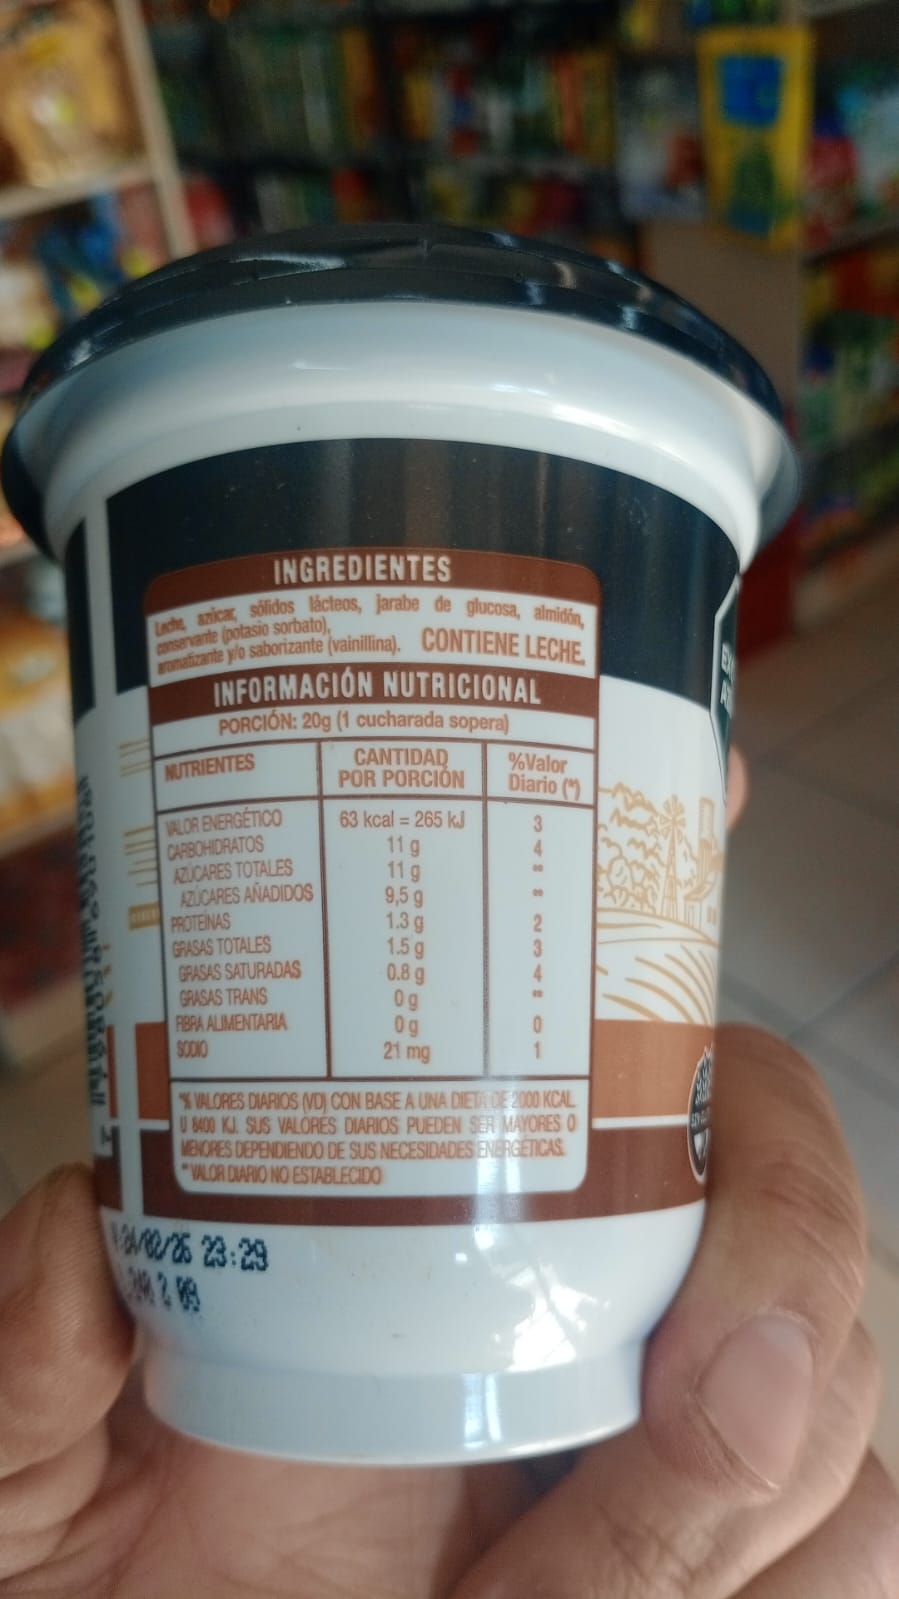 INGREDIENTES
Leche, azúcar, sólidos lácteos, jarabe de glucosa, almidón,
conservante (potasio sorbato),
aromatizante y/o saborizante (vainillina). CONTIENE LECHE.
INFORMACIÓN NUTRICIONAL
PORCIÓN: 20g (1 cucharada sopera)
NUTRIENTES CANTIDAD POR PORCIÓN %Valor Diario (*)
VALOR ENERGÉTICO 63 kcal = 265 kJ 3
CARBOHIDRATOS 11 g 4
AZÚCARES TOTALES 11 g **
AZÚCARES AÑADIDOS 9,5 g **
PROTEÍNAS 1.3 g 2
GRASAS TOTALES 1.5 g 3
GRASAS SATURADAS 0.8 g 4
GRASAS TRANS 0 g **
FIBRA ALIMENTARIA 0 g 0
SODIO 21 mg 1
*% VALORES DIARIOS (VD) CON BASE A UNA DIETA DE 2000 KCAL
U 8400 KJ. SUS VALORES DIARIOS PUEDEN SER MAYORES O
MENORES DEPENDIENDO DE SUS NECESIDADES ENERGÉTICAS.
**VALOR DIARIO NO ESTABLECIDO
23:29